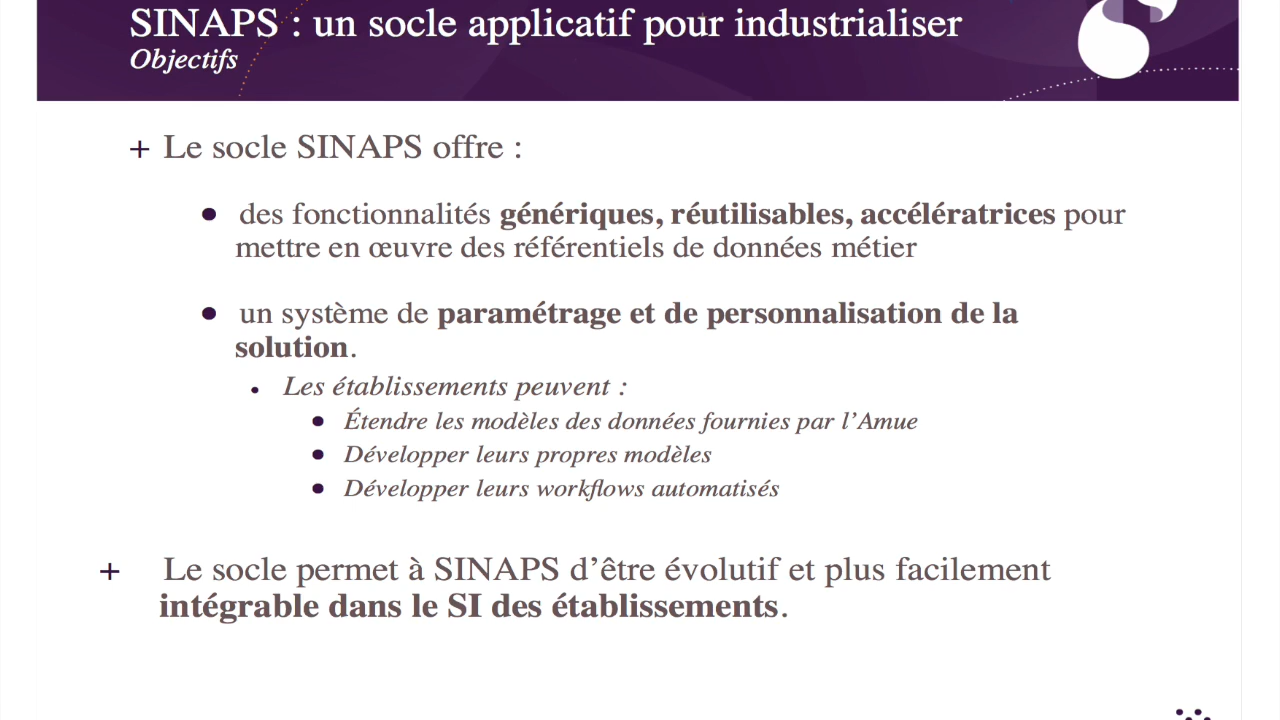 SINAPS : un socle applicatif pour industrialiser
Objectifs
+ Le socle SINAPS offre :
• des fonctionnalités génériques, réutilisables, accélératrices pour
mettre en œuvre des référentiels de données métier
• un système de paramétrage et de personnalisation de la
solution.
• Les établissements peuvent :
• Étendre les modèles des données fournies par l’Amue
• Développer leurs propres modèles
• Développer leurs workflows automatisés
+ Le socle permet à SINAPS d’être évolutif et plus facilement
intégrable dans le SI des établissements.